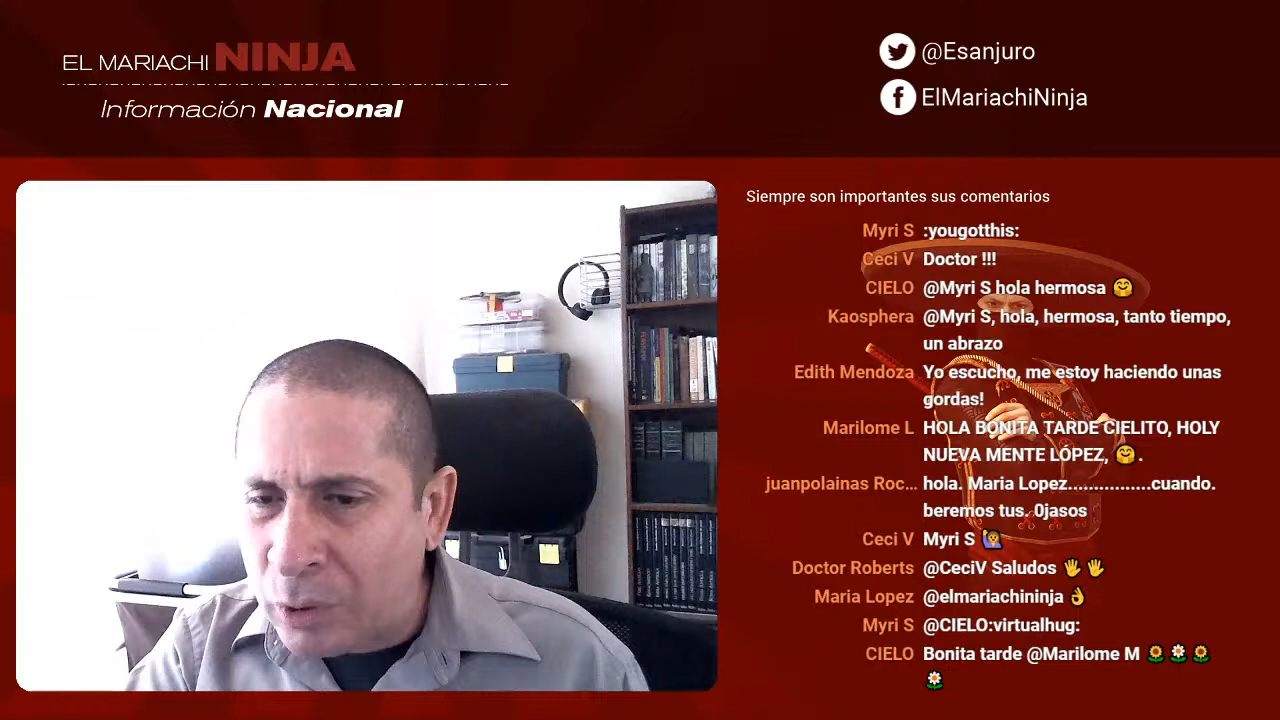 EL MARIACHI NINJA
Información Nacional
@Esanjuro
ElMariachiNinja
Siempre son importantes sus comentarios
Myri S :yougotthis:
Ceci V Doctor !!!
CIELO @Myri S hola hermosa 🤗
Kaosphera @Myri S, hola, hermosa, tanto tiempo,
un abrazo
Edith Mendoza Yo escucho, me estoy haciendo unas
gordas!
Marilome L HOLA BONITA TARDE CIELITO, HOLY
NUEVA MENTE LÓPEZ, 🤗.
juanpolainas Roc... hola. Maria Lopez................cuando.
beremos tus. 0jasos
Ceci V Myri S 🙋
Doctor Roberts @CeciV Saludos 🖐🖐
Maria Lopez @elmariachininja 👌
Myri S @CIELO:virtualhug:
CIELO Bonita tarde @Marilome M 🌻🌼🌻
🌼